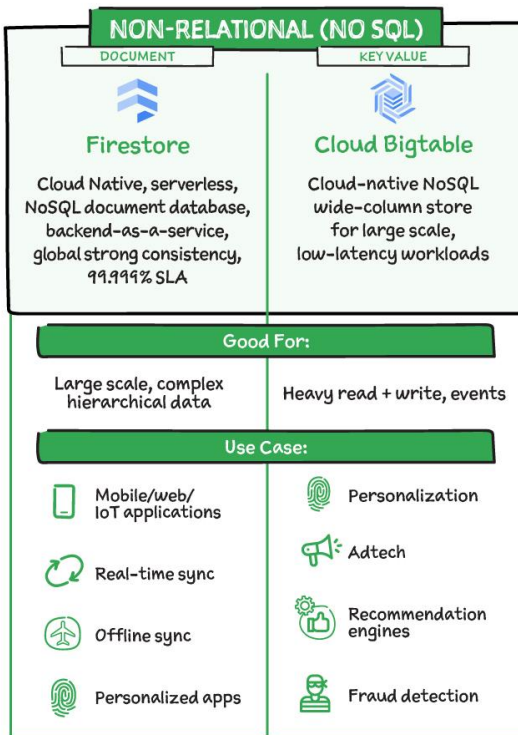 NON-RELATIONAL (NO SQL)
DOCUMENT
KEY VALUE
Firestore
Cloud Native, serverless,
NoSQL document database,
backend-as-a-service,
global strong consistency,
99.999% SLA
Cloud Bigtable
Cloud-native NoSQL
wide-column store
for large scale,
low-latency workloads
Good For:
Large scale, complex
hierarchical data
Heavy read + write, events
Use Case:
Mobile/web/
IoT applications
Real-time sync
Offline sync
Personalized apps
Personalization
Adtech
Recommendation
engines
Fraud detection